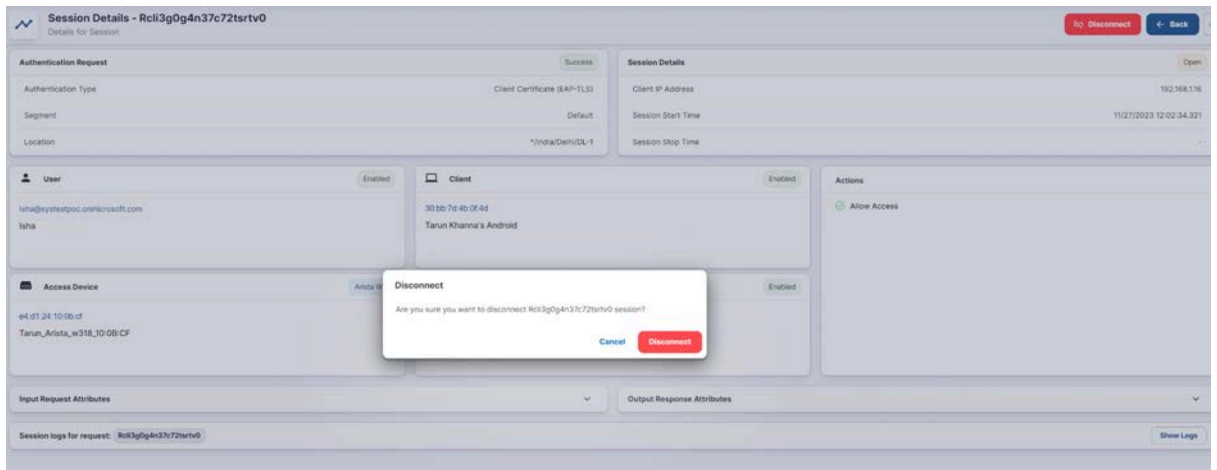 Session Details - Rcli3g0g4n37c72tsrtv0
Details for Session
Disconnect
Back
Authentication Request
Success
Authentication Type
Client Certificate (EAP-TLS)
Segment
Default
Location
*/India/Delhi/DL-1
Session Details
Open
Client IP Address
192.168.1.16
Session Start Time
11/27/2023 12:02:34.321
Session Stop Time
-
User
Enabled
Isha@systestpoc.onmicrosoft.com
Isha
Client
Enabled
30:bb:7d:4b:0f:4d
Tarun Khanna's Android
Actions
Allow Access
Access Device
Arista
e4:d1:24:10:0b:cf
Tarun_Arista_w318_10:0B:CF
Enabled
Disconnect
Are you sure you want to disconnect Rcli3g0g4n37c72tsrtv0 session?
Cancel
Disconnect
Input Request Attributes
Output Response Attributes
Session logs for request: Rcli3g0g4n37c72tsrtv0
Show Logs